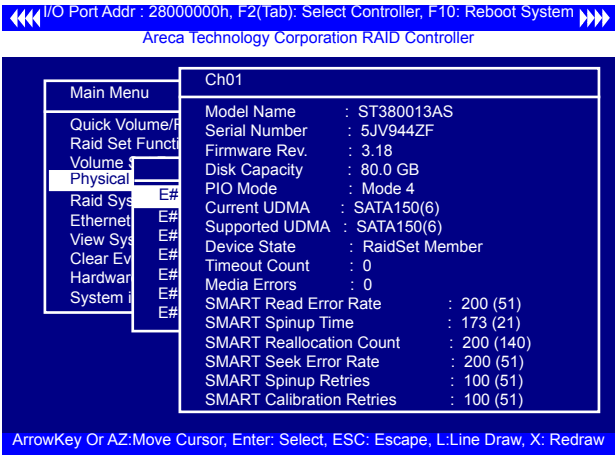 I/O Port Addr : 28000000h, F2(Tab): Select Controller, F10: Reboot System
Areca Technology Corporation RAID Controller
Main Menu
Quick Volume/
Raid Set Functi
Volume
Physical
Raid Sys
Ethernet
View Sys
Clear Ev
Hardwar
System i
E#
E#
E#
E#
E#
E#
E#
Ch01
Model Name : ST380013AS
Serial Number : 5JV944ZF
Firmware Rev. : 3.18
Disk Capacity : 80.0 GB
PIO Mode : Mode 4
Current UDMA : SATA150(6)
Supported UDMA : SATA150(6)
Device State : RaidSet Member
Timeout Count : 0
Media Errors : 0
SMART Read Error Rate : 200 (51)
SMART Spinup Time : 173 (21)
SMART Reallocation Count : 200 (140)
SMART Seek Error Rate : 200 (51)
SMART Spinup Retries : 100 (51)
SMART Calibration Retries : 100 (51)
ArrowKey Or AZ:Move Cursor, Enter: Select, ESC: Escape, L:Line Draw, X: Redraw